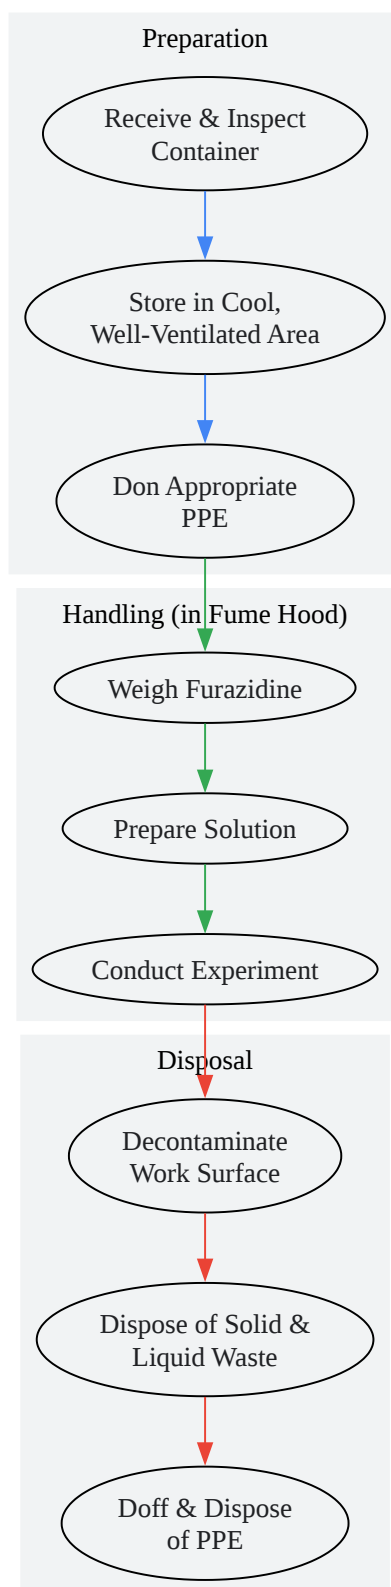 Preparation
Receive & Inspect
Container
Store in Cool,
Well-Ventilated Area
Don Appropriate
PPE
Handling (in Fume Hood)
Weigh Furazidine
Prepare Solution
Conduct Experiment
Disposal
Decontaminate
Work Surface
Dispose of Solid &
Liquid Waste
Doff & Dispose
of PPE